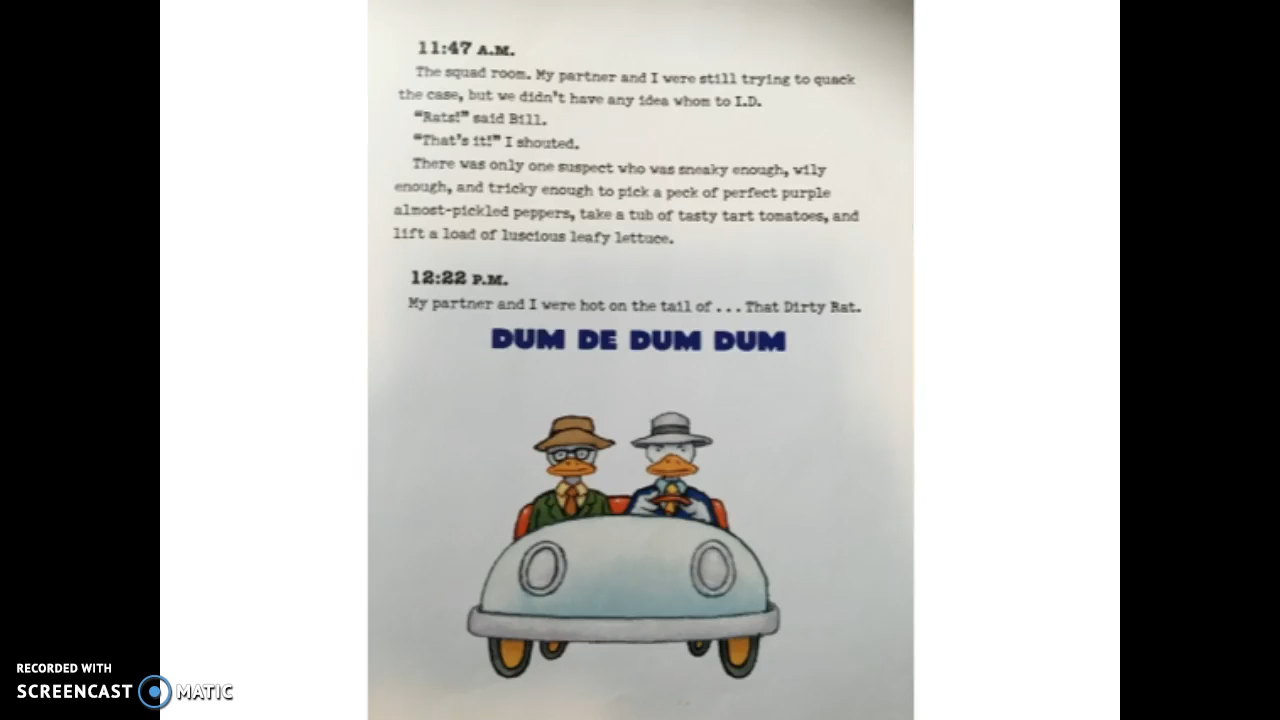 11:47 A.M.
The squad room. My partner and I were still trying to quack
the case, but we didn't have any idea whom to I.D.
"Rats!" said Bill.
"That's it!" I shouted.
There was only one suspect who was sneaky enough, wily
enough, and tricky enough to pick a peck of perfect purple
almost-pickled peppers, take a tub of tasty tart tomatoes, and
lift a load of luscious leafy lettuce.
12:22 P.M.
My partner and I were hot on the tail of . . . That Dirty Rat.
DUM DE DUM DUM
RECORDED WITH
SCREENCAST MATIC